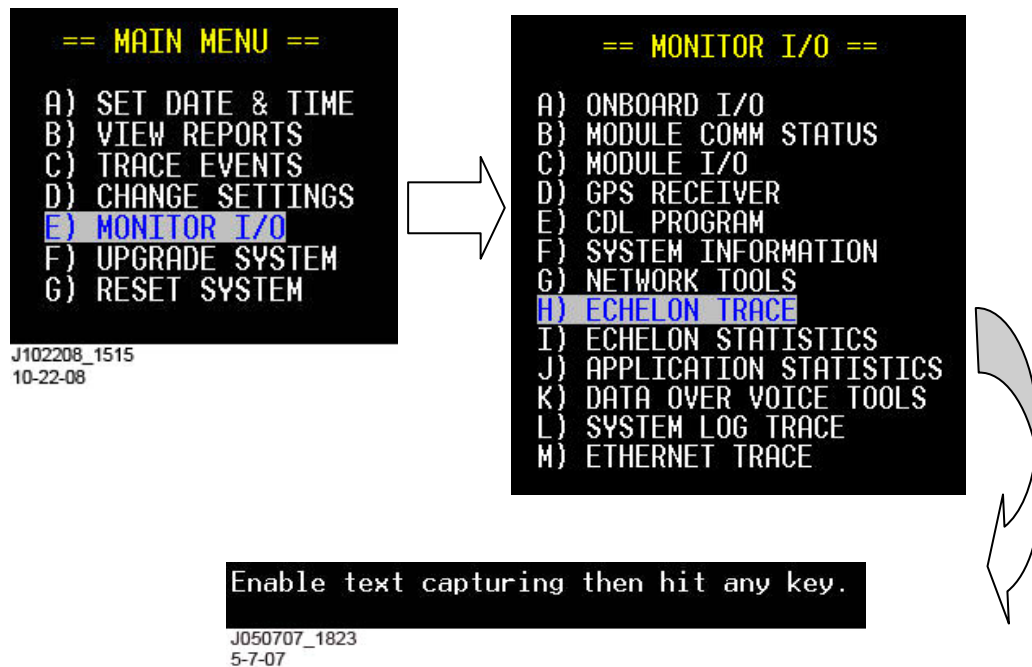 == MAIN MENU ==
A) SET DATE & TIME
B) VIEW REPORTS
C) TRACE EVENTS
D) CHANGE SETTINGS
E) MONITOR I/O
F) UPGRADE SYSTEM
G) RESET SYSTEM
J102208_1515
10-22-08
== MONITOR I/O ==
A) ONBOARD I/O
B) MODULE COMM STATUS
C) MODULE I/O
D) GPS RECEIVER
E) CDL PROGRAM
F) SYSTEM INFORMATION
G) NETWORK TOOLS
H) ECHELON TRACE
I) ECHELON STATISTICS
J) APPLICATION STATISTICS
K) DATA OVER VOICE TOOLS
L) SYSTEM LOG TRACE
M) ETHERNET TRACE
Enable text capturing then hit any key.
J050707_1823
5-7-07